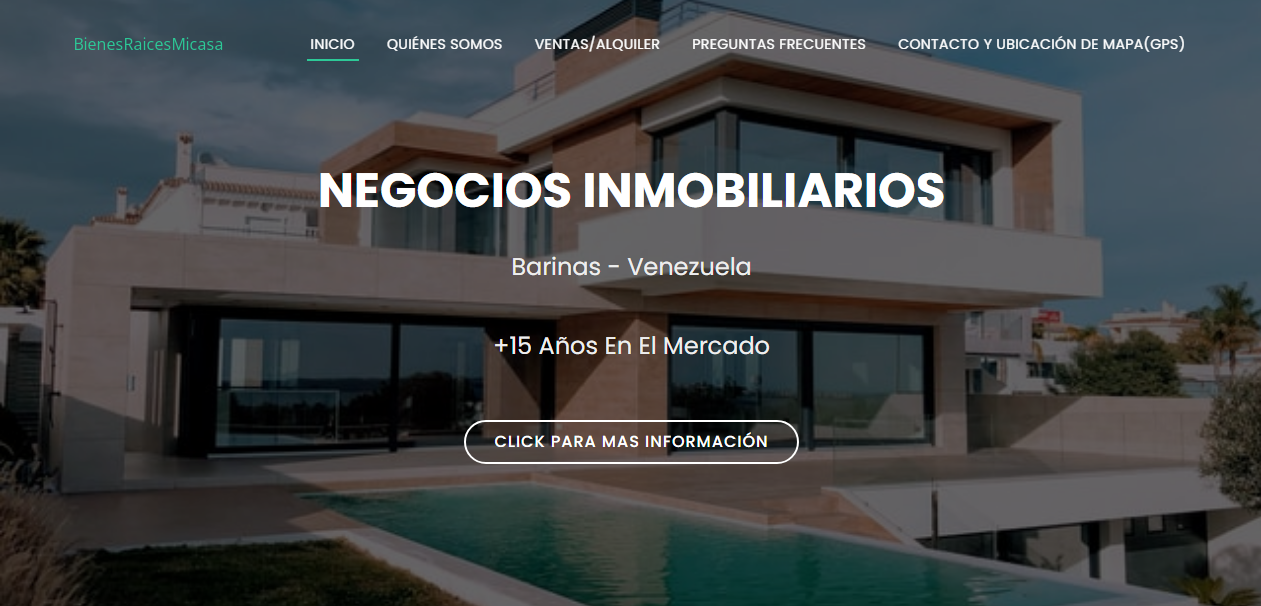 BienesRaicesMicasa
INICIO
QUIÉNES SOMOS
VENTAS/ALQUILER
PREGUNTAS FRECUENTES
CONTACTO Y UBICACIÓN DE MAPA(GPS)
NEGOCIOS INMOBILIARIOS
Barinas - Venezuela
+15 Años En El Mercado
CLICK PARA MAS INFORMACIÓN